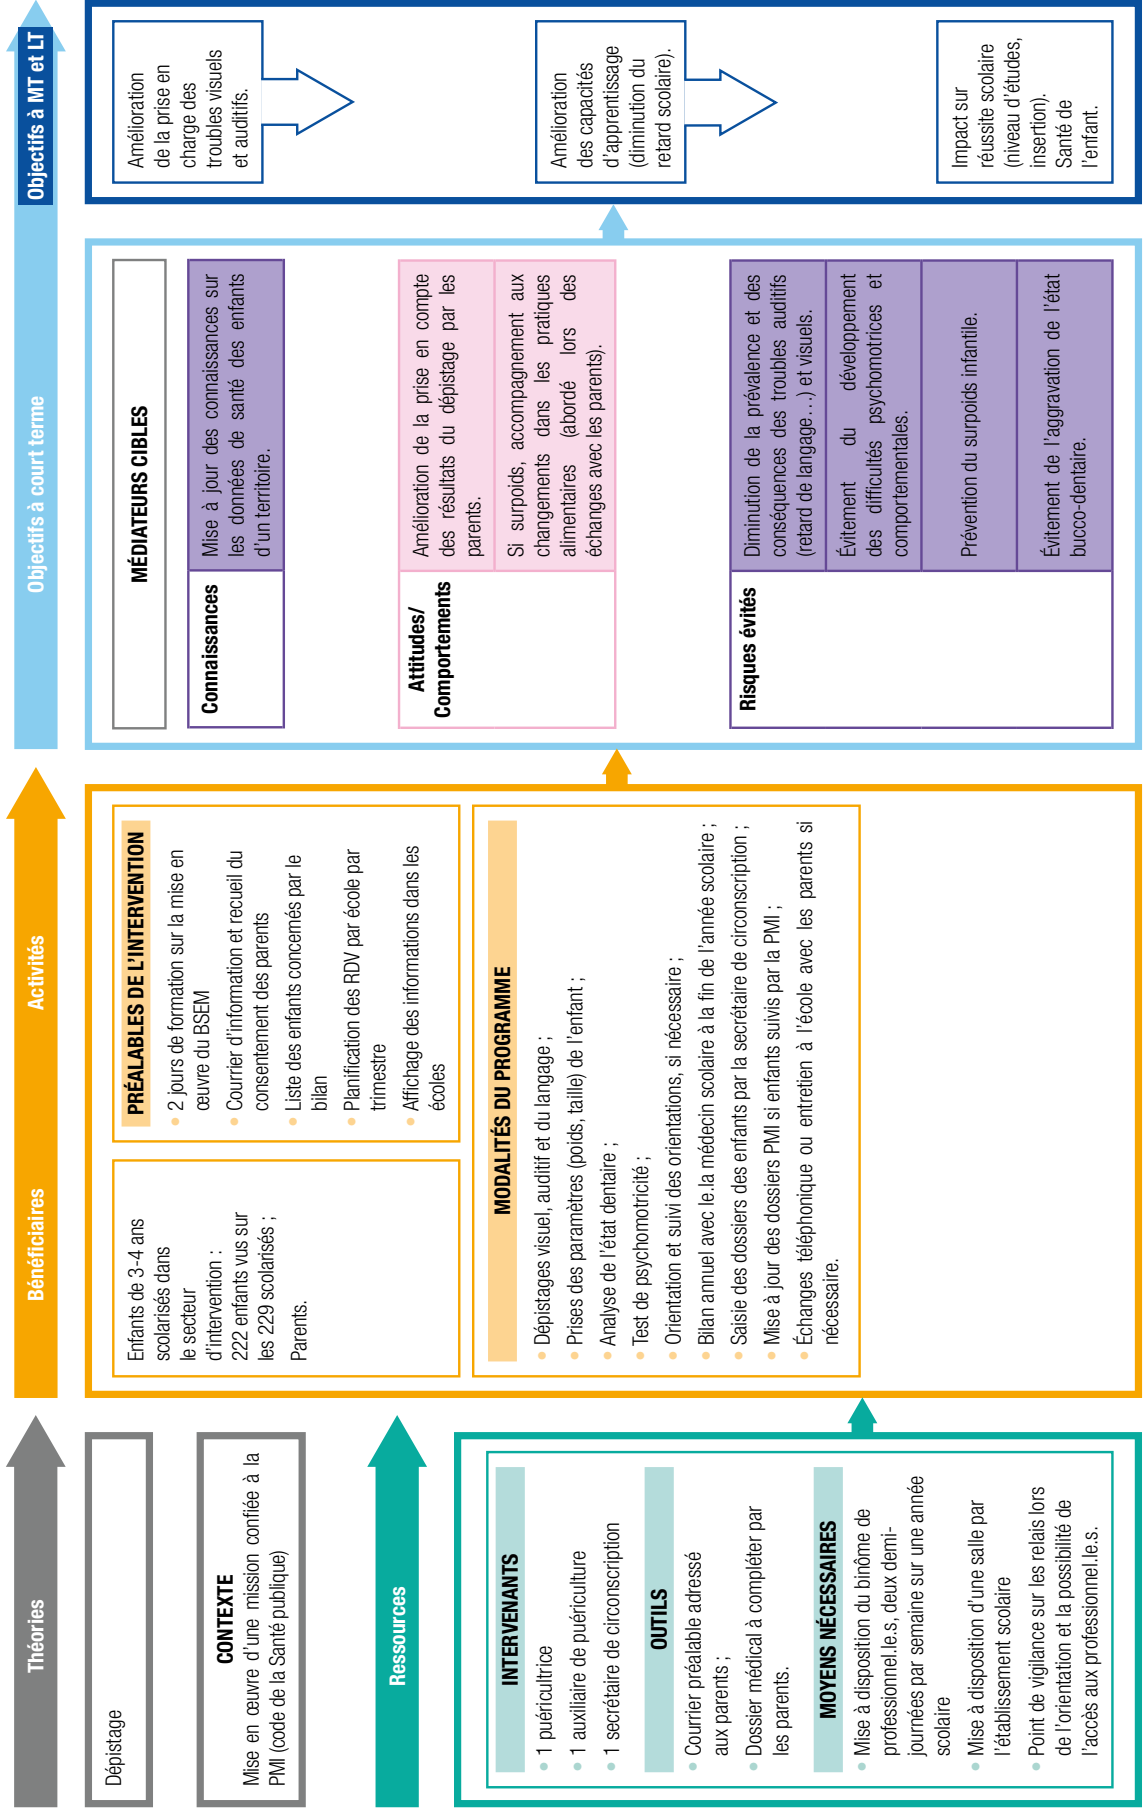 Théories
Dépistage
CONTEXTE
Mise en œuvre d'une mission confiée à la
PMI (code de la Santé publique)
Ressources
INTERVENANTS
• 1 puéricultrice
• 1 auxiliaire de puériculture
• 1 secrétaire de circonscription
OUTILS
• Courrier préalable adressé
aux parents ;
• Dossier médical à compléter par
les parents.
MOYENS NÉCESSAIRES
• Mise à disposition du binôme de
professionnel.le.s, deux demi-
journées par semaine sur une année
scolaire
• Mise à disposition d'une salle par
l'établissement scolaire
• Point de vigilance sur les relais lors
de l'orientation et la possibilité de
l'accès aux professionnel.le.s.
Bénéficiaires
Activités
Enfants de 3-4 ans
scolarisés dans
le secteur
d'intervention :
222 enfants vus sur
les 229 scolarisés ;
Parents.
PRÉALABLES DE L'INTERVENTION
• 2 jours de formation sur la mise en
œuvre du BSEM
• Courrier d'information et recueil du
consentement des parents
• Liste des enfants concernés par le
bilan
• Planification des RDV par école par
trimestre
• Affichage des informations dans les
écoles
MODALITÉS DU PROGRAMME
• Dépistages visuel, auditif et du langage ;
• Prises des paramètres (poids, taille) de l'enfant ;
• Analyse de l'état dentaire ;
• Test de psychomotricité ;
• Orientation et suivi des orientations, si nécessaire ;
• Bilan annuel avec le.la médecin scolaire à la fin de l'année scolaire ;
• Saisie des dossiers des enfants par la secrétaire de circonscription ;
• Mise à jour des dossiers PMI si enfants suivis par la PMI ;
• Échanges téléphonique ou entretien à l'école avec les parents si
nécessaire.
Objectifs à court terme
MÉDIATEURS CIBLES
Connaissances
Mise à jour des connaissances sur
les données de santé des enfants
d'un territoire.
Attitudes/
Comportements
Amélioration de la prise en compte
des résultats du dépistage par les
parents.
Si surpoids, accompagnement aux
changements dans les pratiques
alimentaires (abordé lors des
échanges avec les parents).
Risques évités
Diminution de la prévalence et des
conséquences des troubles auditifs
(retard de langage…) et visuels.
Évitement du développement
des difficultés psychomotrices et
comportementales.
Prévention du surpoids infantile.
Évitement de l'aggravation de l'état
bucco-dentaire.
Objectifs à MT et LT
Amélioration
de la prise en
charge des
troubles visuels
et auditifs.
Amélioration
des capacités
d'apprentissage
(diminution du
retard scolaire).
Impact sur
réussite scolaire
(niveau d'études,
insertion).
Santé de
l'enfant.